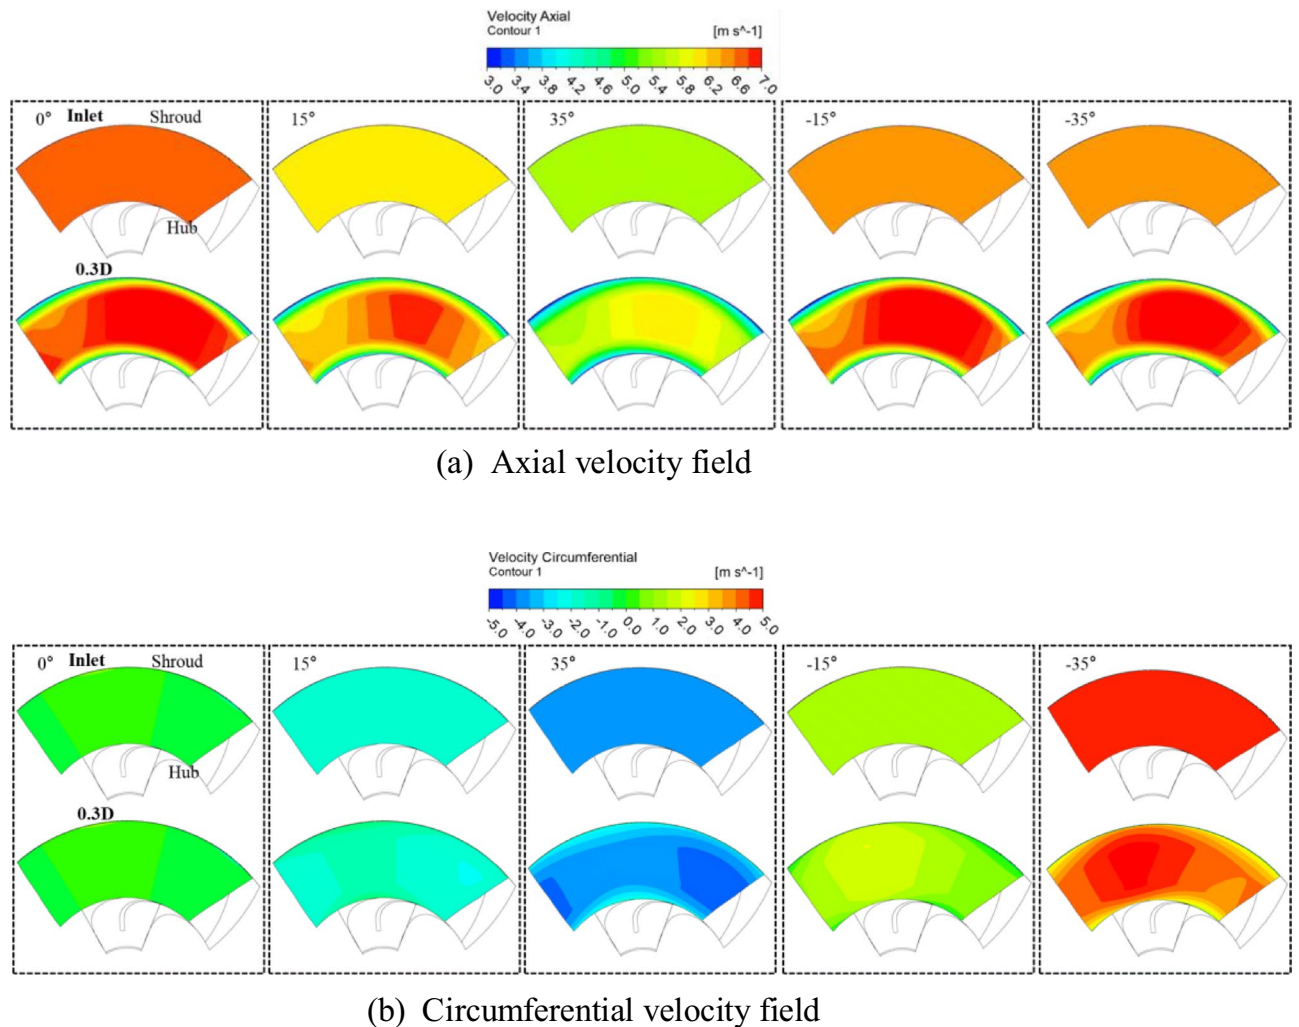 Velocity Axial
Contour 1 [m s^-1]
3.0 3.4 3.8 4.2 4.6 5.0 5.4 5.8 6.2 6.6 7.0
0° Inlet Shroud 15° 35° -15° -35°
Hub
0.3D
(a) Axial velocity field
Velocity Circumferential
Contour 1 [m s^-1]
-5.0 -4.0 -3.0 -2.0 -1.0 0.0 1.0 2.0 3.0 4.0 5.0
0° Inlet Shroud 15° 35° -15° -35°
Hub
0.3D
(b) Circumferential velocity field